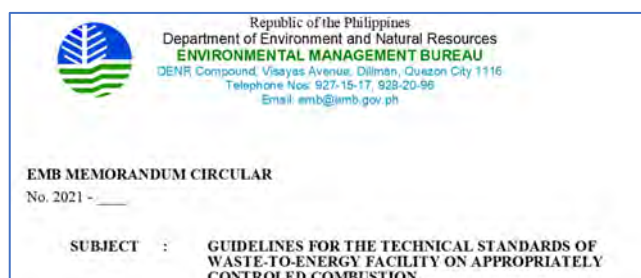 Republic of the Philippines
Department of Environment and Natural Resources
ENVIRONMENTAL MANAGEMENT BUREAU
DENR Compound, Visayas Avenue, Diliman, Quezon City 1116
Telephone Nos: 927-15-17, 928-20-96
Email: emb@emb.gov.ph
EMB MEMORANDUM CIRCULAR
No. 2021 - ____
SUBJECT : GUIDELINES FOR THE TECHNICAL STANDARDS OF
WASTE-TO-ENERGY FACILITY ON APPROPRIATELY
CONTROLED COMBUSTION